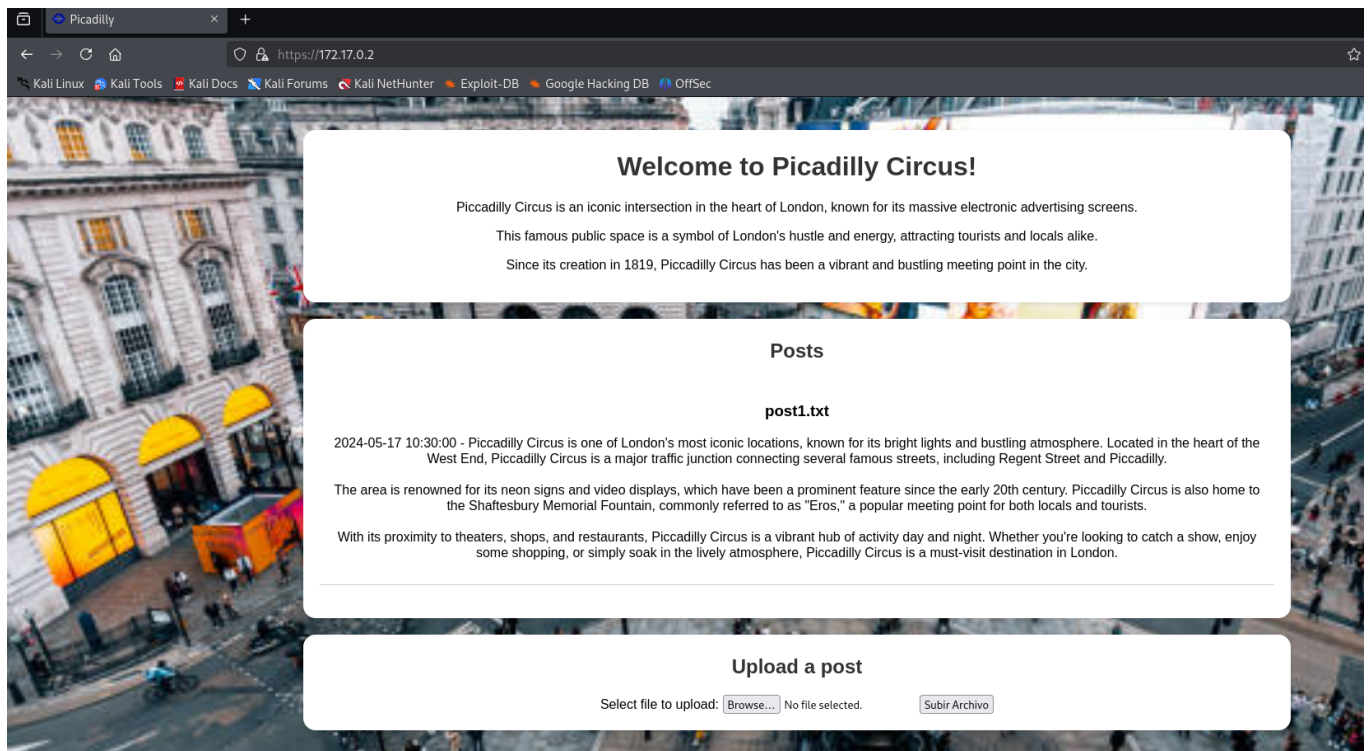 Picadilly
https://172.17.0.2
Kali Linux Kali Tools Kali Docs Kali Forums Kali NetHunter Exploit-DB Google Hacking DB OffSec
Welcome to Picadilly Circus!
Piccadilly Circus is an iconic intersection in the heart of London, known for its massive electronic advertising screens.
This famous public space is a symbol of London's hustle and energy, attracting tourists and locals alike.
Since its creation in 1819, Piccadilly Circus has been a vibrant and bustling meeting point in the city.
Posts
post1.txt
2024-05-17 10:30:00 - Piccadilly Circus is one of London's most iconic locations, known for its bright lights and bustling atmosphere. Located in the heart of the
West End, Piccadilly Circus is a major traffic junction connecting several famous streets, including Regent Street and Piccadilly.
The area is renowned for its neon signs and video displays, which have been a prominent feature since the early 20th century. Piccadilly Circus is also home to
the Shaftesbury Memorial Fountain, commonly referred to as "Eros," a popular meeting point for both locals and tourists.
With its proximity to theaters, shops, and restaurants, Piccadilly Circus is a vibrant hub of activity day and night. Whether you're looking to catch a show, enjoy
some shopping, or simply soak in the lively atmosphere, Piccadilly Circus is a must-visit destination in London.
Upload a post
Select file to upload: Browse... No file selected. Subir Archivo